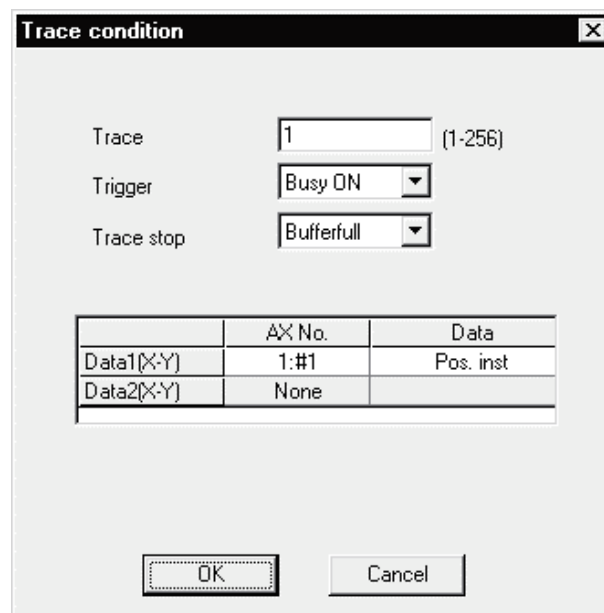 Trace condition
Trace 1 (1-256)
Trigger Busy ON
Trace stop Bufferfull
AX No. Data
Data1(X-Y) 1:#1 Pos. inst
Data2(X-Y) None
OK Cancel